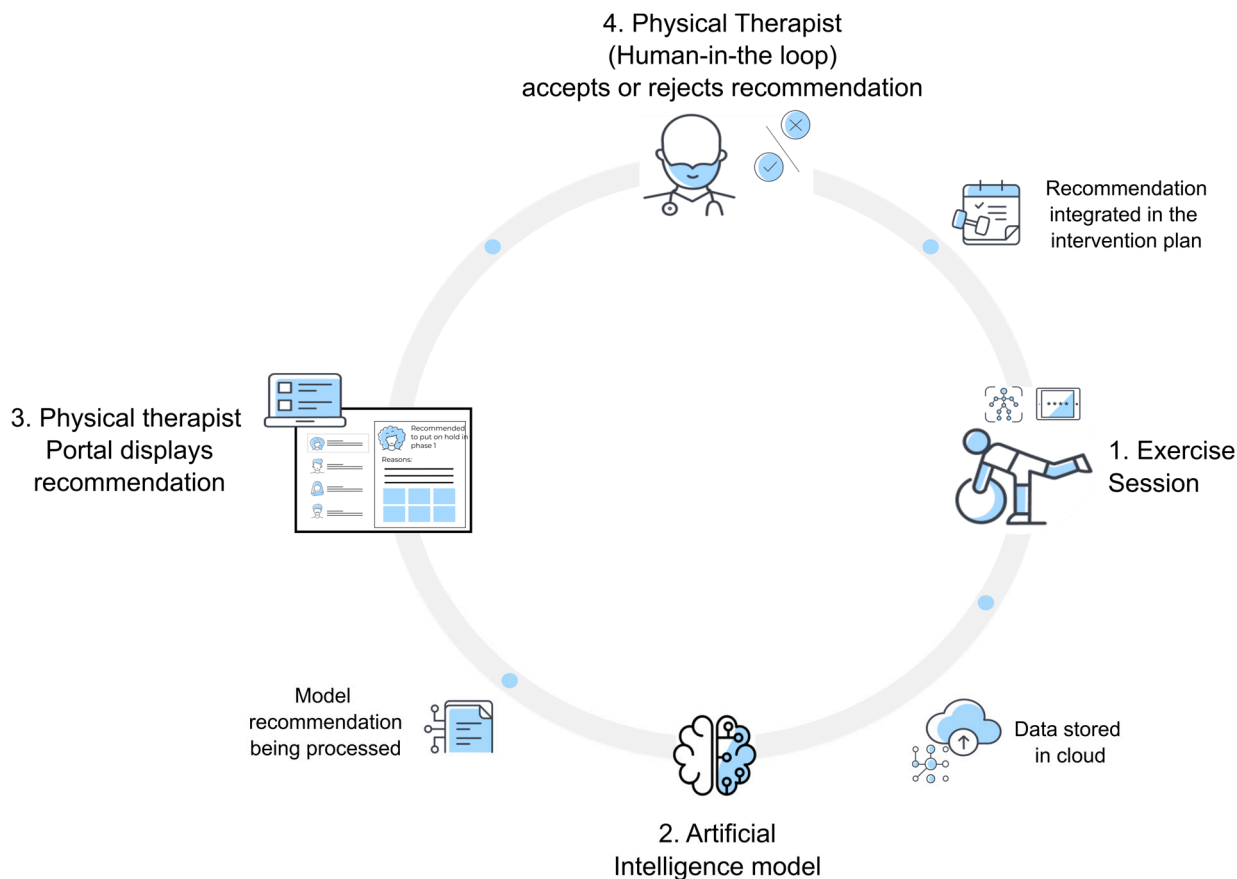 4. Physical Therapist
(Human-in-the loop)
accepts or rejects recommendation
Recommendation
integrated in the
intervention plan
1. Exercise
Session
Data stored
in cloud
2. Artificial
Intelligence model
Model
recommendation
being processed
3. Physical therapist
Portal displays
recommendation
Recommended
to put on hold in
phase 1
Reasons: